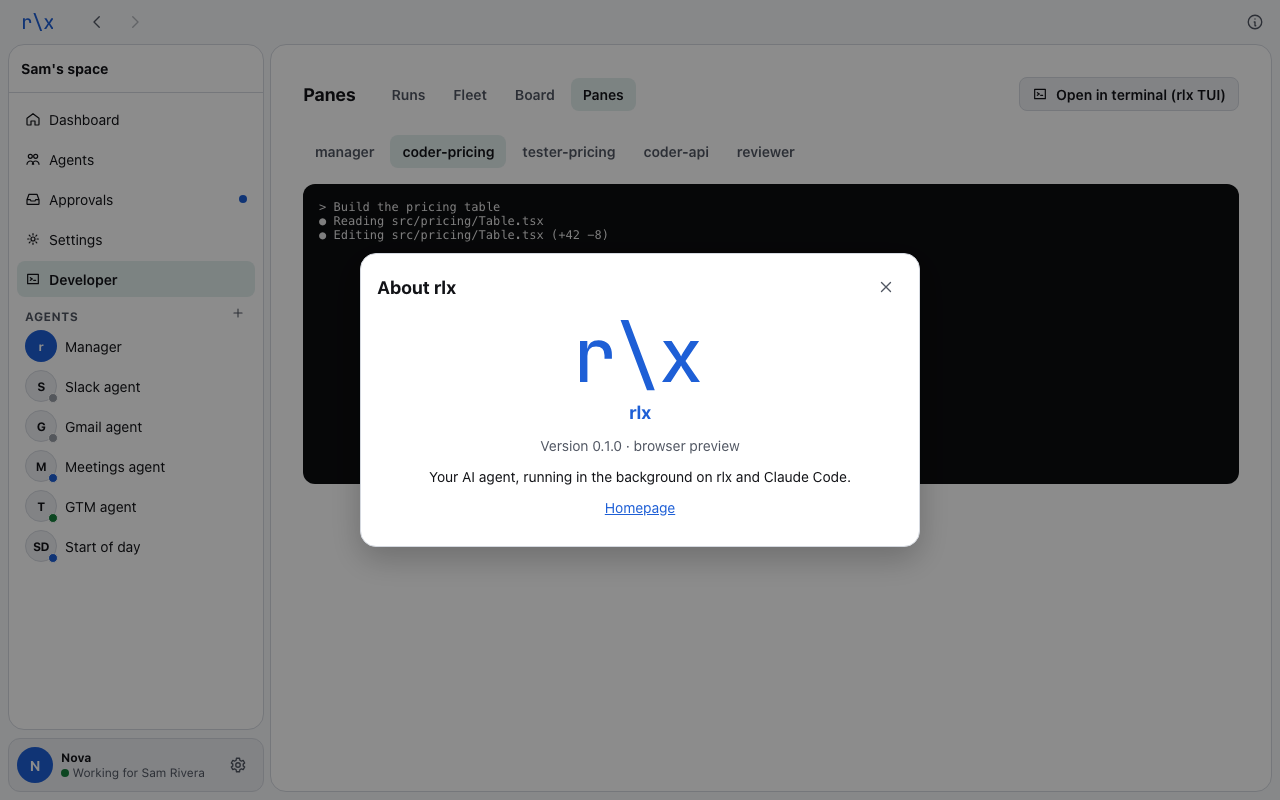 r\x
Sam's space
Dashboard
Agents
Approvals
Settings
Developer
AGENTS
r Manager
S Slack agent
G Gmail agent
M Meetings agent
T GTM agent
SD Start of day
N Nova
Working for Sam Rivera
Panes Runs Fleet Board Panes Open in terminal (rlx TUI)
manager coder-pricing tester-pricing coder-api reviewer
> Build the pricing table
● Reading src/pricing/Table.tsx
● Editing src/pricing/Table.tsx (+42 −8)
About rlx
r\x
rlx
Version 0.1.0 · browser preview
Your AI agent, running in the background on rlx and Claude Code.
Homepage